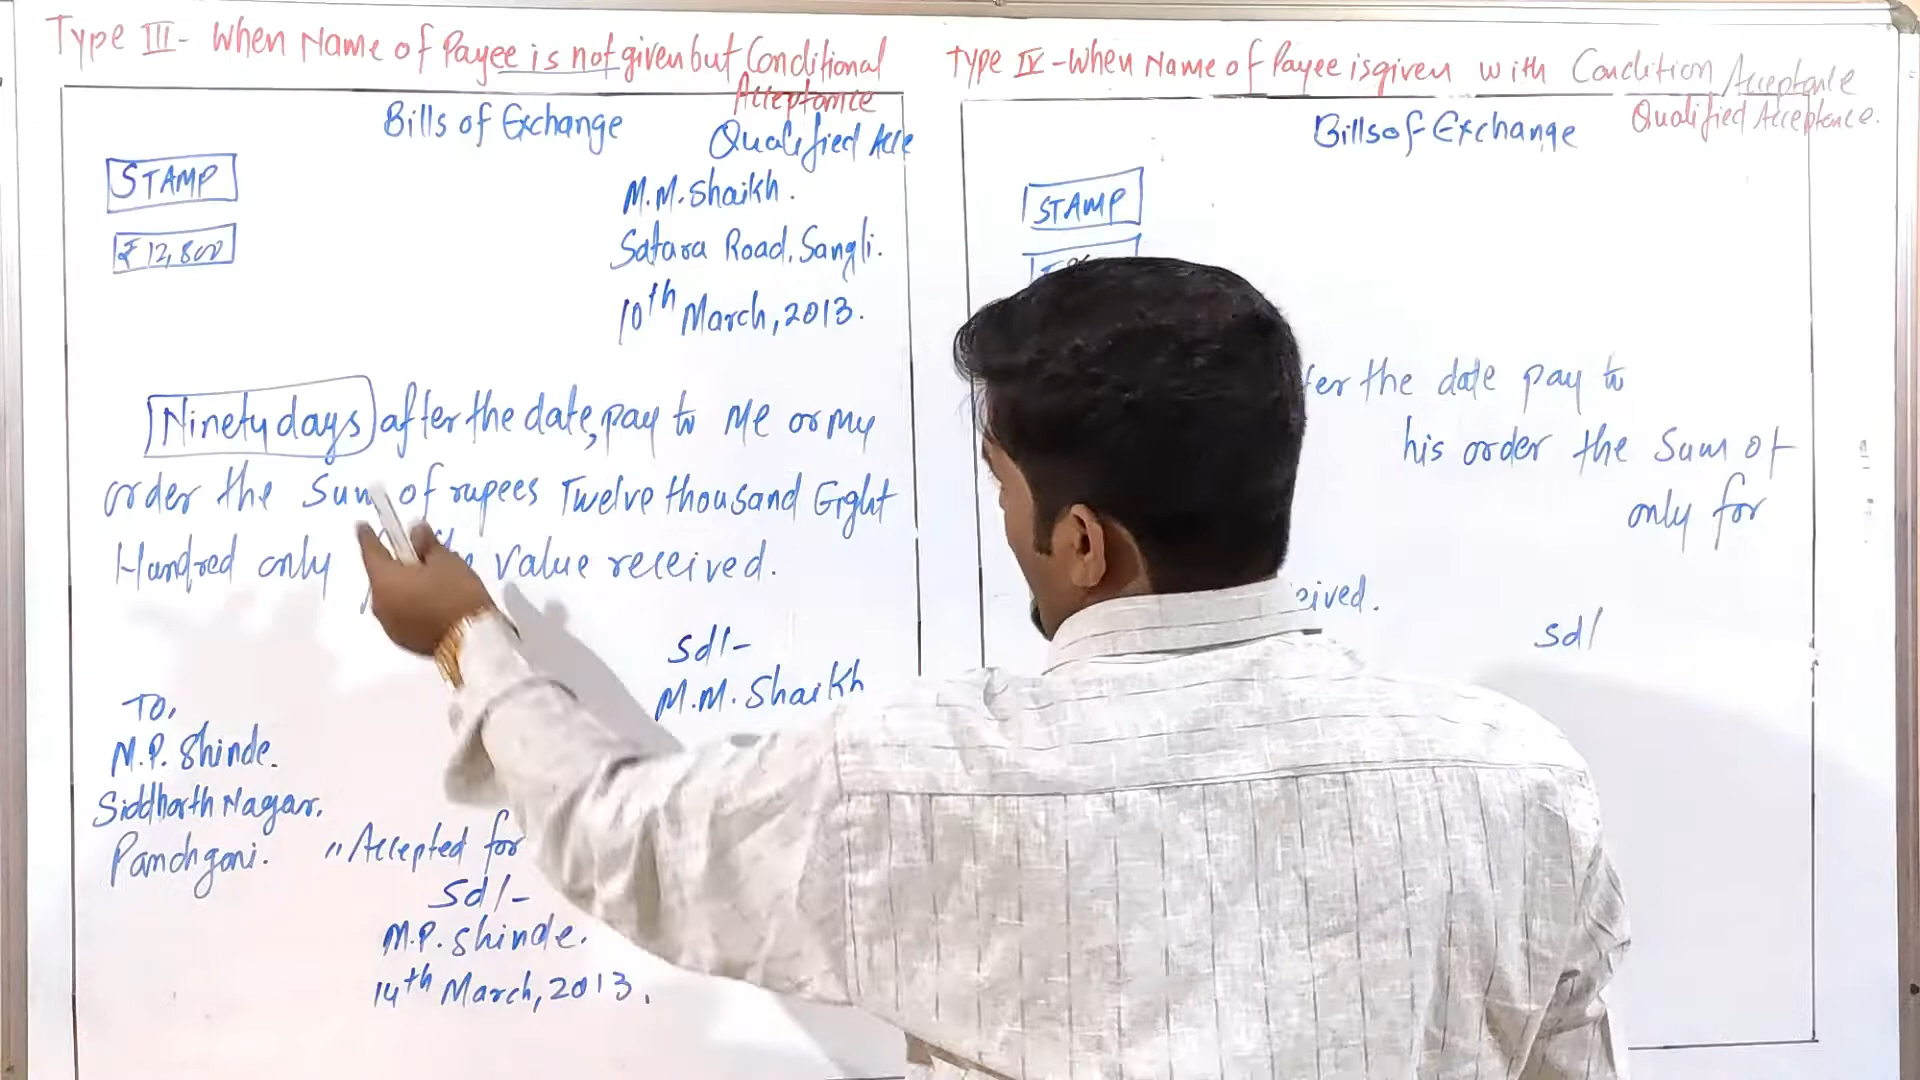 Type III - When Name of Payee is not given but Conditional
Acceptance
Bills of Exchange
Qualified Acce
STAMP
₹12,800
M.M. Shaikh.
Satara Road, Sangli.
10th March, 2013.
Ninety days after the date, pay to Me or my
order the Sum of rupees Twelve thousand Eight
Hundred only value received.
Sd/-
M.M. Shaikh
TO,
M.P. Shinde.
Siddharth Nagar,
Panchgani.
"Accepted for
Sd/-
M.P. Shinde.
14th March, 2013.
Type IV - When Name of Payee is given with Condition Acceptance
Qualified Acceptance.
Bills of Exchange
STAMP
the date pay to
his order the Sum of
only for
Sd/